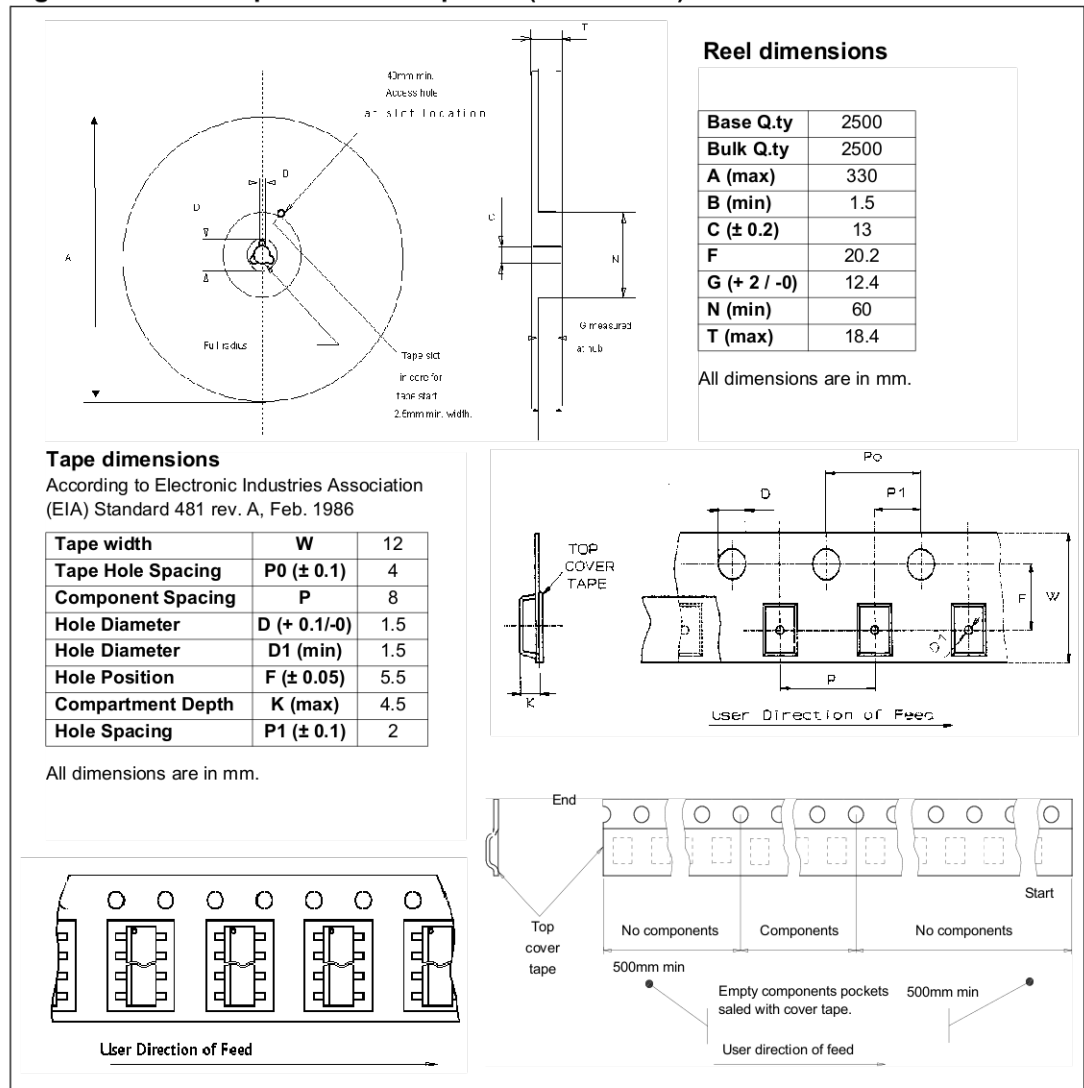 T
40mm min.
Access hole
at slot location
D
D
A
C
N
G measured
at hub
Full radius
Tape slot
in core for
tape start
2.5mm min. width.
Reel dimensions
Base Q.ty 2500
Bulk Q.ty 2500
A (max) 330
B (min) 1.5
C (± 0.2) 13
F 20.2
G (+ 2 / -0) 12.4
N (min) 60
T (max) 18.4
All dimensions are in mm.
Tape dimensions
According to Electronic Industries Association
(EIA) Standard 481 rev. A, Feb. 1986
Tape width W 12
Tape Hole Spacing P0 (± 0.1) 4
Component Spacing P 8
Hole Diameter D (+ 0.1/-0) 1.5
Hole Diameter D1 (min) 1.5
Hole Position F (± 0.05) 5.5
Compartment Depth K (max) 4.5
Hole Spacing P1 (± 0.1) 2
All dimensions are in mm.
Po
D
P1
TOP
COVER
TAPE
F
W
D1
K
P
User Direction of Feed
End
Start
Top
cover
tape
No components
Components
No components
500mm min
Empty components pockets
saled with cover tape.
500mm min
User direction of feed
User Direction of Feed